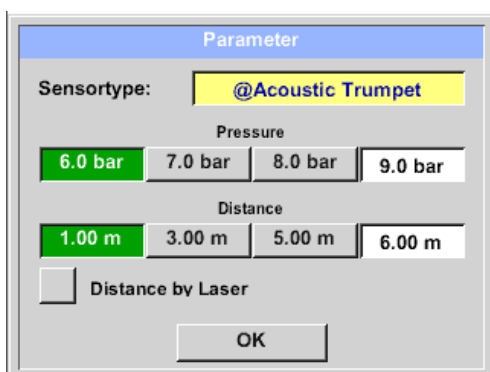 Parameter
Sensortype: @Acoustic Trumpet
Pressure
6.0 bar 7.0 bar 8.0 bar 9.0 bar
Distance
1.00 m 3.00 m 5.00 m 6.00 m
Distance by Laser
OK